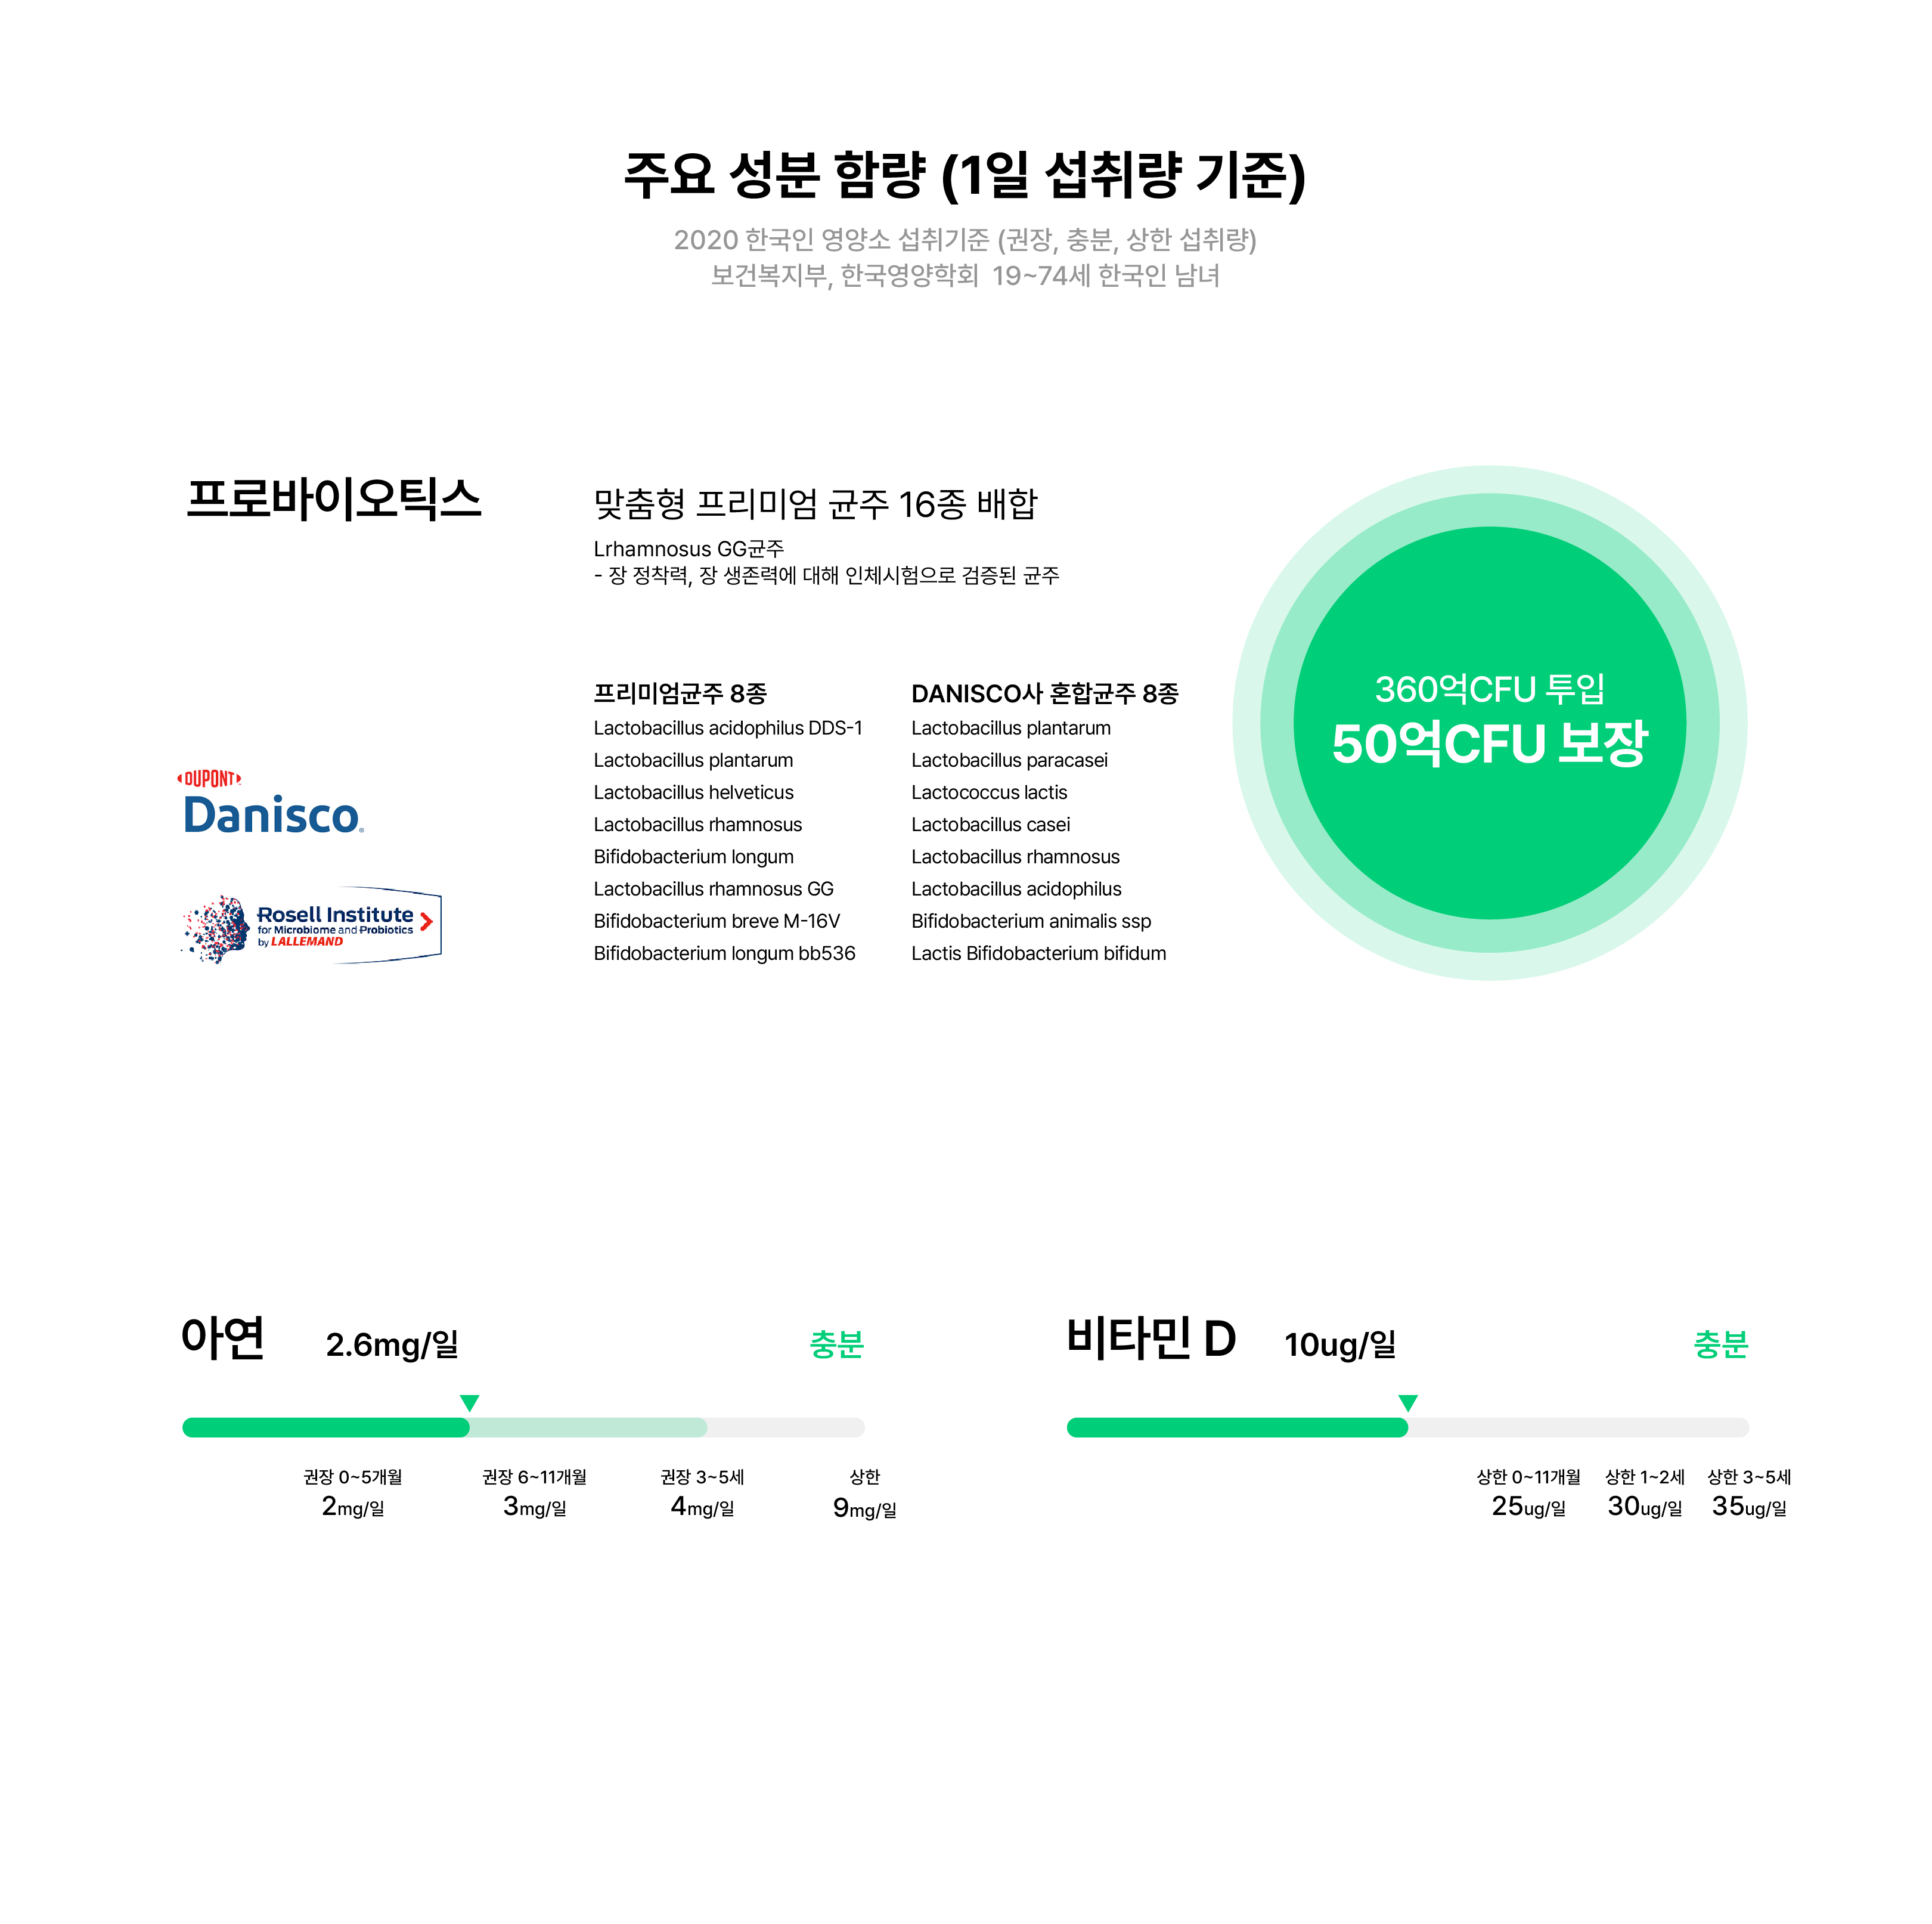 주요 성분 함량 (1일 섭취량 기준)
2020 한국인 영양소 섭취기준 (권장, 충분, 상한 섭취량)
보건복지부, 한국영양학회 19~74세 한국인 남녀
프로바이오틱스
맞춤형 프리미엄 균주 16종 배합
Lrhamnosus GG균주
- 장 정착력, 장 생존력에 대해 인체시험으로 검증된 균주
DUPONT
Danisco®
Rosell Institute
for Microbiome and Probiotics
by LALLEMAND
프리미엄균주 8종
Lactobacillus acidophilus DDS-1
Lactobacillus plantarum
Lactobacillus helveticus
Lactobacillus rhamnosus
Bifidobacterium longum
Lactobacillus rhamnosus GG
Bifidobacterium breve M-16V
Bifidobacterium longum bb536
DANISCO사 혼합균주 8종
Lactobacillus plantarum
Lactobacillus paracasei
Lactococcus lactis
Lactobacillus casei
Lactobacillus rhamnosus
Lactobacillus acidophilus
Bifidobacterium animalis ssp
Lactis Bifidobacterium bifidum
360억CFU 투입
50억CFU 보장
아연 2.6mg/일 충분
권장 0~5개월 권장 6~11개월 권장 3~5세 상한
2mg/일 3mg/일 4mg/일 9mg/일
비타민 D 10ug/일 충분
상한 0~11개월 상한 1~2세 상한 3~5세
25ug/일 30ug/일 35ug/일